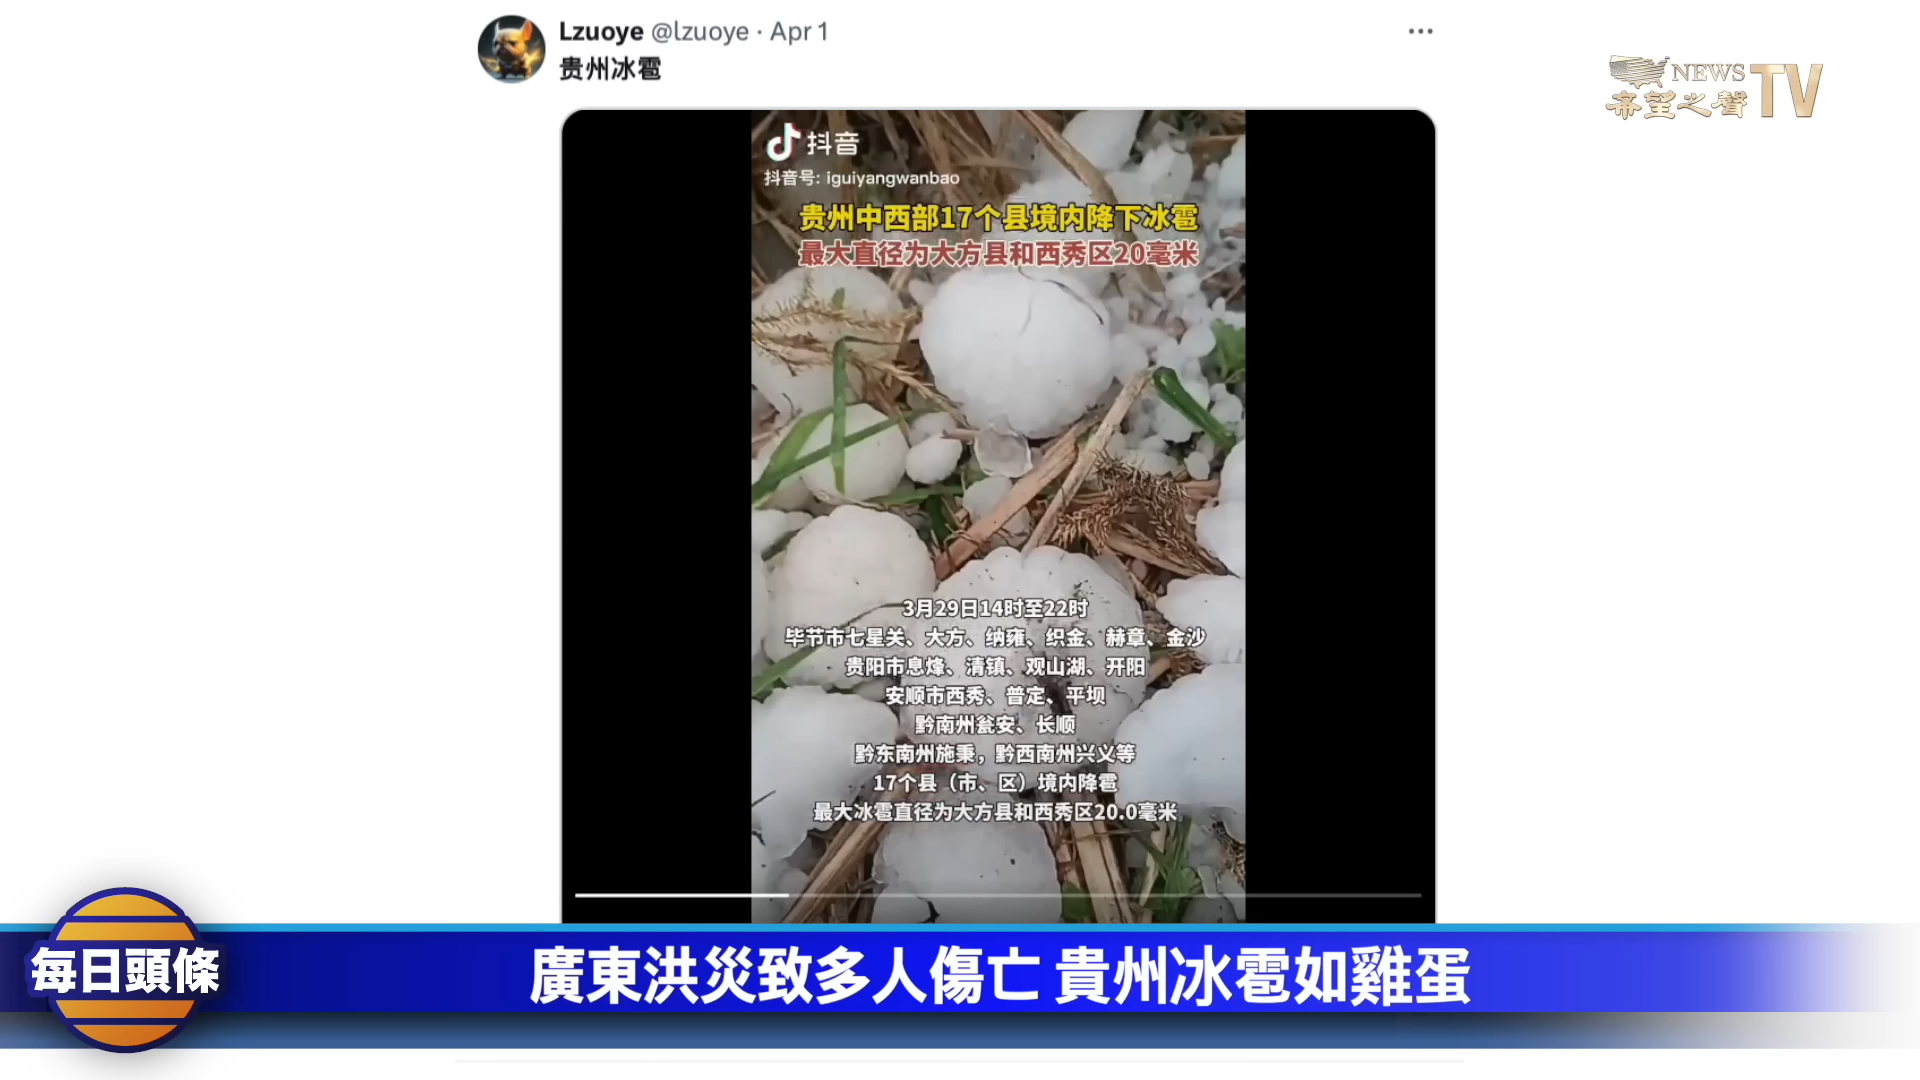 Lzuoye @lzuoye · Apr 1
贵州冰雹
NEWS
希望之聲 TV
抖音
抖音号: iguiyangwanbao
贵州中西部17个县境内降下冰雹
最大直径为大方县和西秀区20毫米
3月29日14时至22时
毕节市七星关、大方、纳雍、织金、赫章、金沙
贵阳市息烽、清镇、观山湖、开阳
安顺市西秀、普定、平坝
黔南州瓮安、长顺
黔东南州施秉，黔西南州兴义等
17个县（市、区）境内降雹
最大冰雹直径为大方县和西秀区20.0毫米
每日頭條
廣東洪災致多人傷亡 貴州冰雹如雞蛋